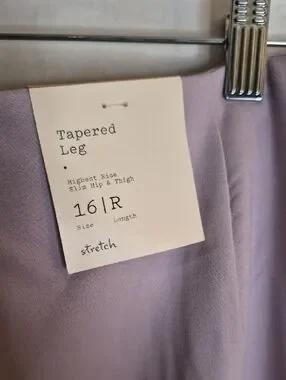 Tapered
Leg
Highest Rise
Slim Hip & Thigh
16|R
Size Length
stretch